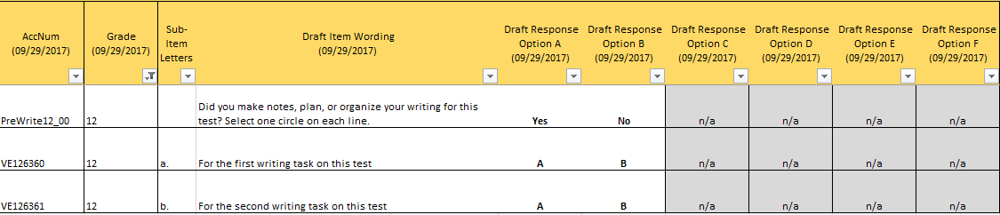 AccNum (09/29/2017) Grade (09/29/2017) Sub-Item Letters Draft Item Wording (09/29/2017) Draft Response Option A (09/29/2017) Draft Response Option B (09/29/2017) Draft Response Option C (09/29/2017) Draft Response Option D (09/29/2017) Draft Response Option E (09/29/2017) Draft Response Option F (09/29/2017)
PreWrite12_00 12 Did you make notes, plan, or organize your writing for this
test? Select one circle on each line. Yes No n/a n/a n/a n/a
VE126360 12 a. For the first writing task on this test A B n/a n/a n/a n/a
VE126361 12 b. For the second writing task on this test A B n/a n/a n/a n/a